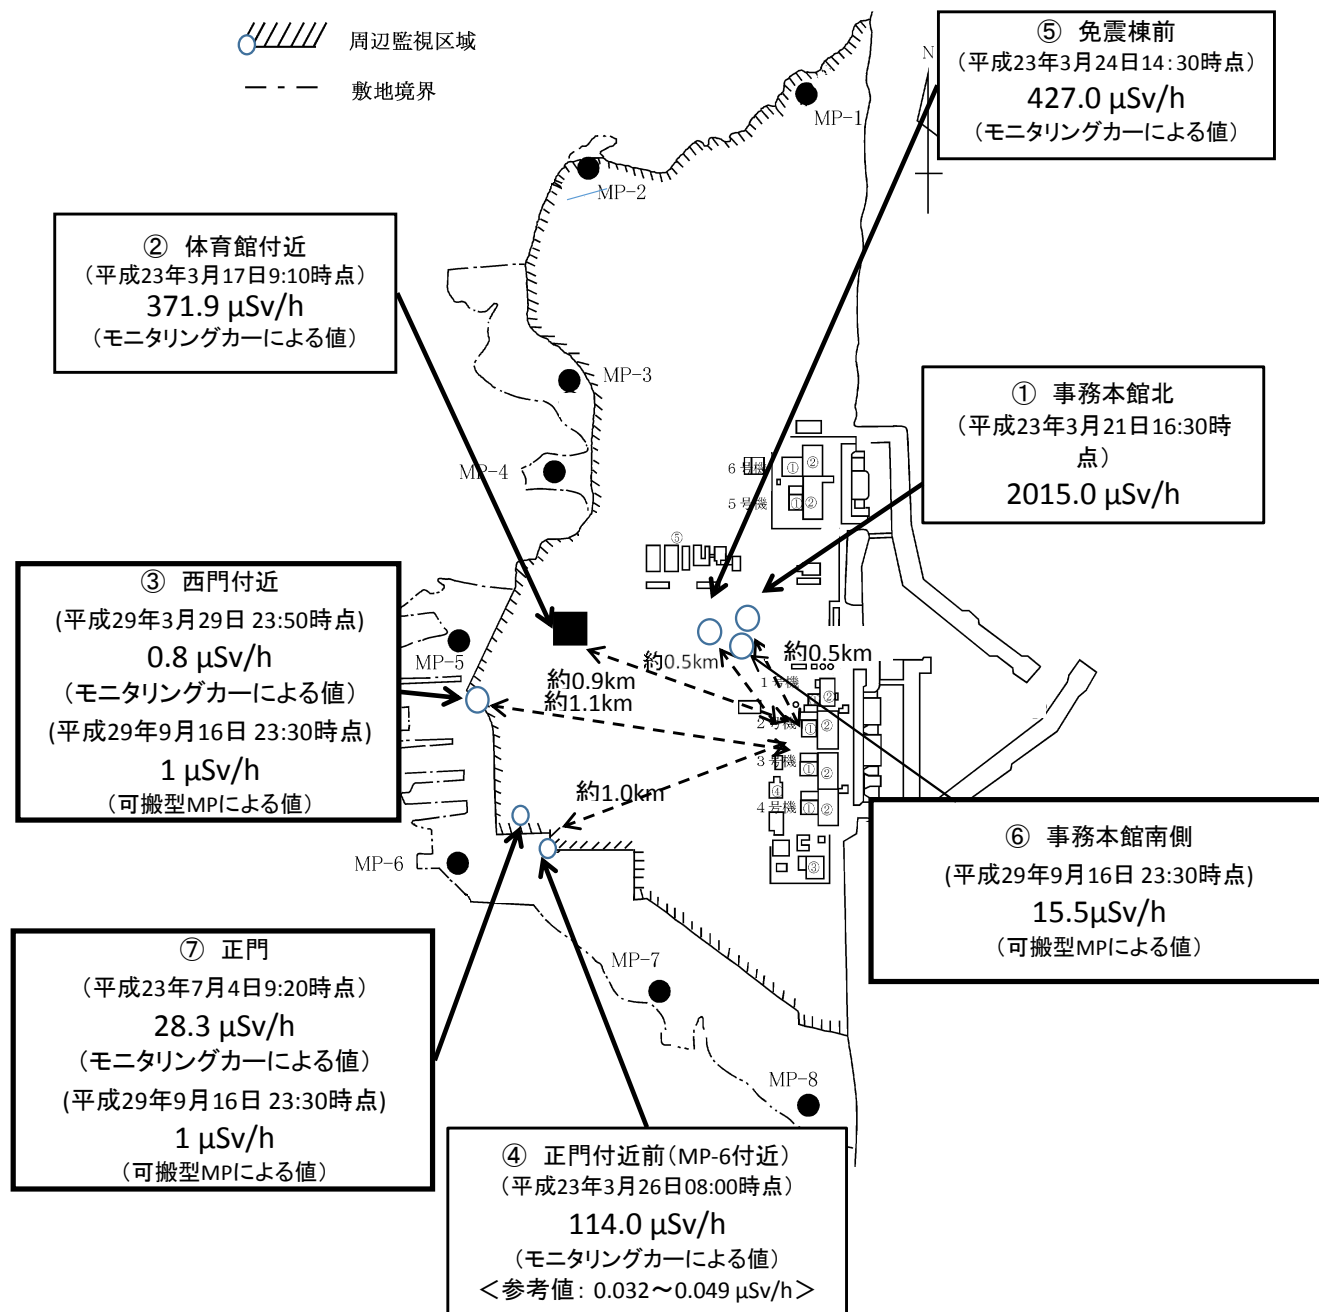 周辺監視区域
敷地境界
⑤ 免震棟前
(平成23年3月24日14:30時点)
427.0 μSv/h
(モニタリングカーによる値)
N
MP-1
MP-2
② 体育館付近
(平成23年3月17日9:10時点)
371.9 μSv/h
(モニタリングカーによる値)
MP-3
① 事務本館北
(平成23年3月21日16:30時
点)
2015.0 μSv/h
MP-4
6号機
①
②
5号機
①
②
⑤
③ 西門付近
(平成29年3月29日 23:50時点)
0.8 μSv/h
(モニタリングカーによる値)
(平成29年9月16日 23:30時点)
1 μSv/h
(可搬型MPによる値)
MP-5
約0.5km
約0.5km
約0.9km
約1.1km
1号機
②
2号機
①
②
3号機
①
②
④
4号機
①
②
③
約1.0km
MP-6
⑥ 事務本館南側
(平成29年9月16日 23:30時点)
15.5μSv/h
(可搬型MPによる値)
⑦ 正門
(平成23年7月4日9:20時点)
28.3 μSv/h
(モニタリングカーによる値)
(平成29年9月16日 23:30時点)
1 μSv/h
(可搬型MPによる値)
MP-7
MP-8
④ 正門付近前(MP-6付近)
(平成23年3月26日08:00時点)
114.0 μSv/h
(モニタリングカーによる値)
＜参考値: 0.032～0.049 μSv/h＞